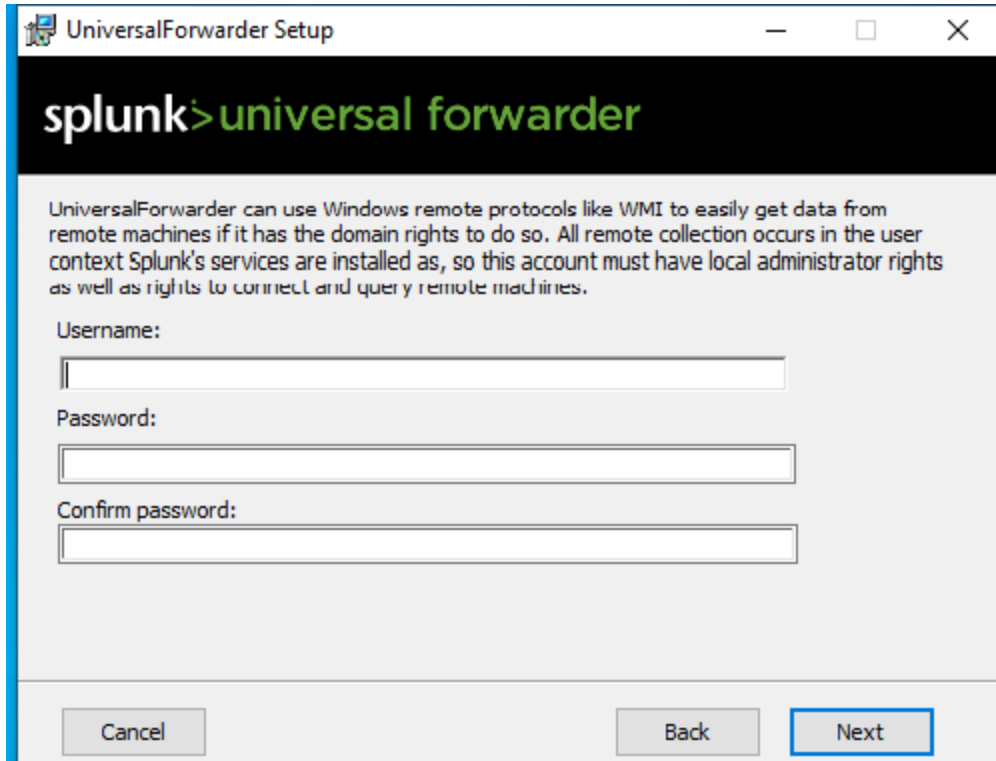 UniversalForwarder Setup
splunk>universal forwarder
UniversalForwarder can use Windows remote protocols like WMI to easily get data from
remote machines if it has the domain rights to do so. All remote collection occurs in the user
context Splunk's services are installed as, so this account must have local administrator rights
as well as rights to connect and query remote machines.
Username:
Password:
Confirm password:
Cancel
Back
Next